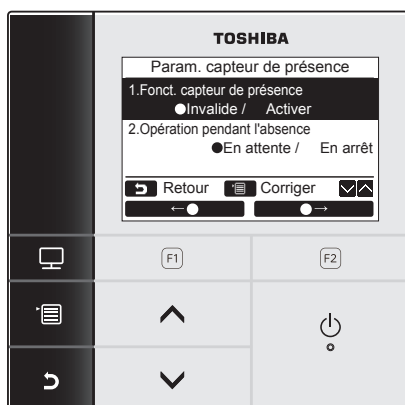 TOSHIBA
Param. capteur de présence
1.Fonct. capteur de présence
●Invalide / Activer
2.Opération pendant l'absence
●En attente / En arrêt
Retour Corriger
←● ●→
F1 F2